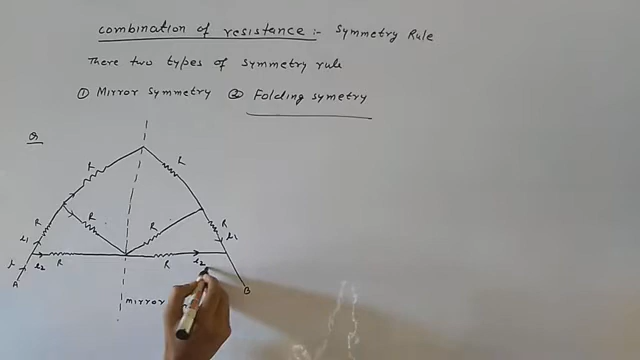 combination of resistance :- Symmetry Rule
There two types of symmetry rule
① Mirror Symmetry ② Folding symetry
Q
R R
R R R R
i1 i1
i i2 R R i2
A B
mirror